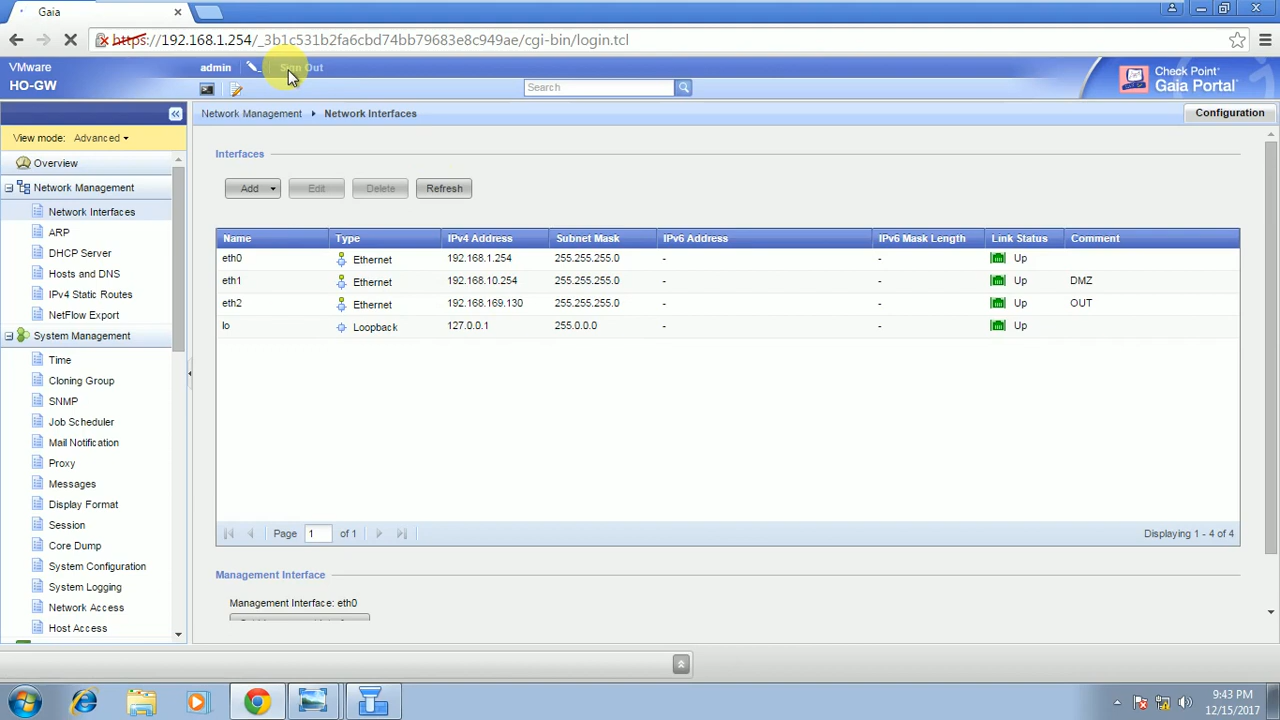 Gaia
https://192.168.1.254/_3b1c531b2fa6cbd74bb79683e8c949ae/cgi-bin/login.tcl
VMware
HO-GW
admin
Sign Out
Search
Check Point
Gaia Portal
View mode: Advanced
Network Management
Network Interfaces
Configuration
Overview
Network Management
Network Interfaces
ARP
DHCP Server
Hosts and DNS
IPv4 Static Routes
NetFlow Export
System Management
Time
Cloning Group
SNMP
Job Scheduler
Mail Notification
Proxy
Messages
Display Format
Session
Core Dump
System Configuration
System Logging
Network Access
Host Access
Interfaces
Add Edit Delete Refresh
Name Type IPv4 Address Subnet Mask IPv6 Address IPv6 Mask Length Link Status Comment
eth0 Ethernet 192.168.1.254 255.255.255.0 - - Up
eth1 Ethernet 192.168.10.254 255.255.255.0 - - Up DMZ
eth2 Ethernet 192.168.169.130 255.255.255.0 - - Up OUT
lo Loopback 127.0.0.1 255.0.0.0 - - Up
Page 1 of 1
Displaying 1 - 4 of 4
Management Interface
Management Interface: eth0
9:43 PM
12/15/2017